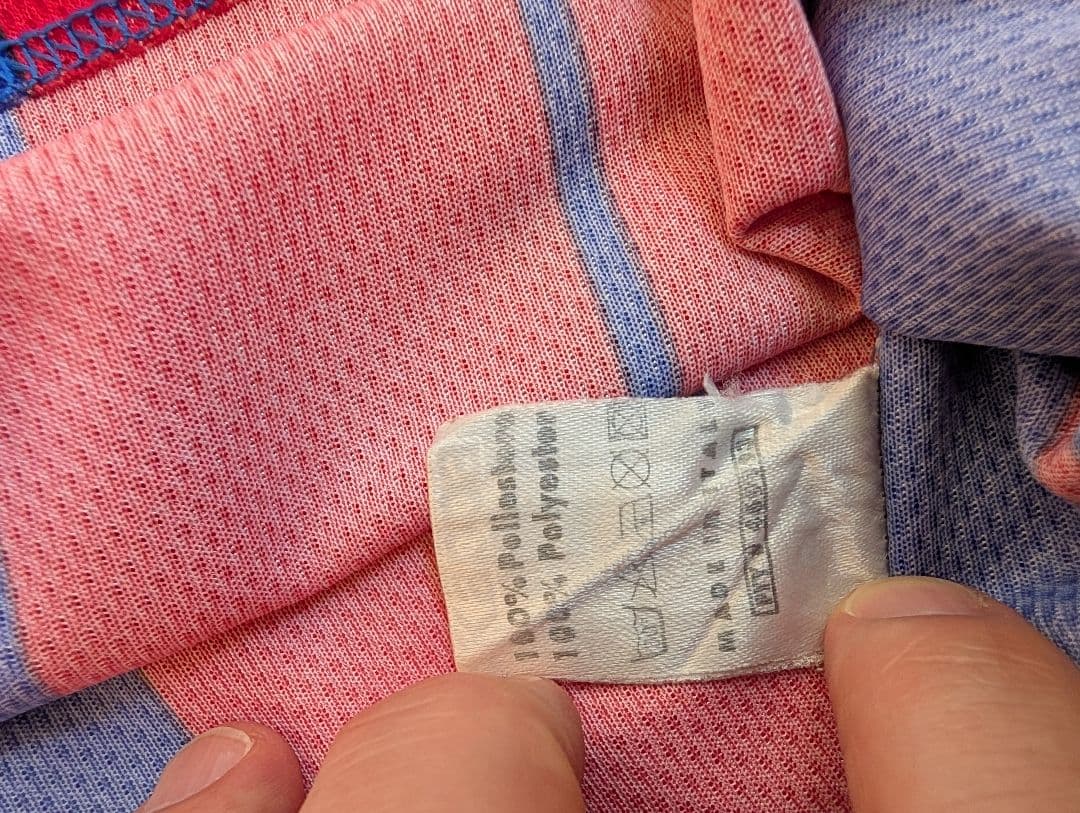 100% Poliestere
100% Polyester
MADE IN ITALY